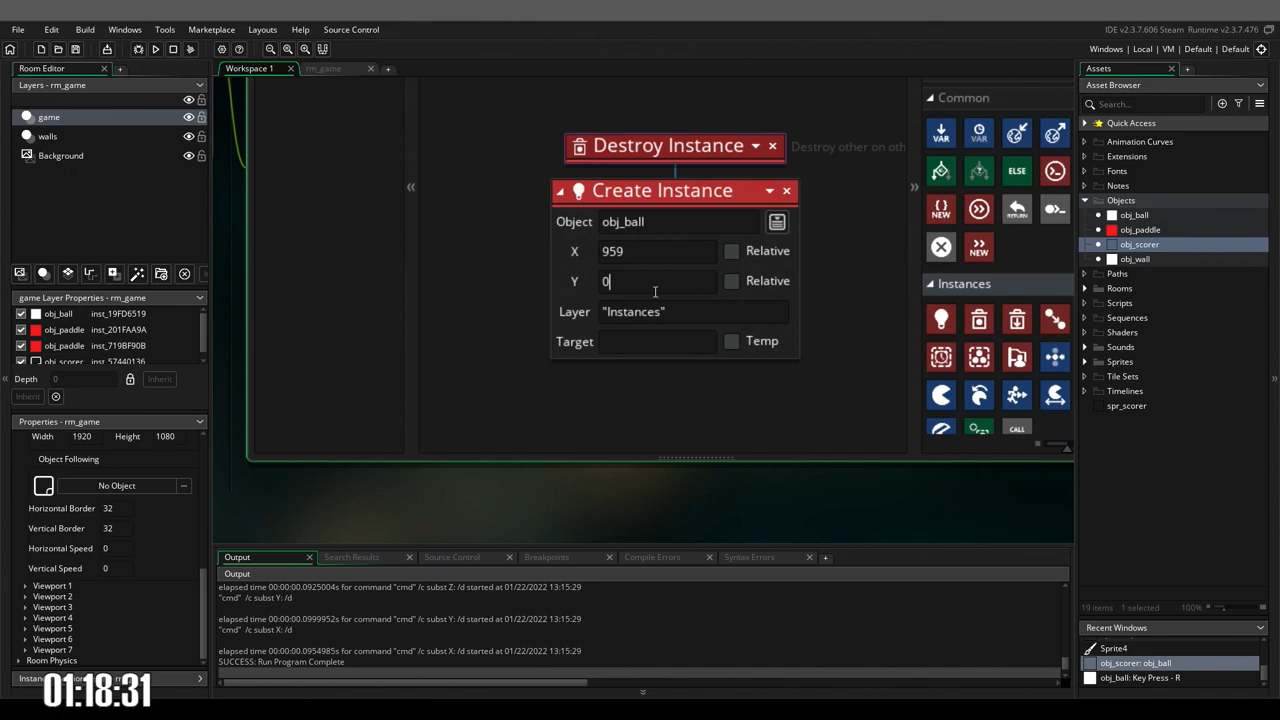 File Edit Build Windows Tools Marketplace Layouts Help Source Control
IDE v2.3.7.606 Steam Runtime v2.3.7.476
Windows | Local | VM | Default | Default
Room Editor
Layers - rm_game
game
walls
Background
game Layer Properties - rm_game
obj_ball inst_19FD6519
obj_paddle inst_201FAA9A
obj_paddle inst_719BF90B
obj_scorer inst_57440136
Depth 0 Inherit
Inherit
Properties - rm_game
Width 1920 Height 1080
Object Following
No Object
Horizontal Border 32
Vertical Border 32
Horizontal Speed 0
Vertical Speed 0
Viewport 1
Viewport 2
Viewport 3
Viewport 4
Viewport 5
Viewport 6
Viewport 7
Room Physics
01:18:31
Workspace 1
rm_game
Destroy Instance
Destroy other on oth
Create Instance
Object obj_ball
X 959 Relative
Y 0 Relative
Layer "Instances"
Target Temp
Common
VAR VAR
ELSE
NEW RETURN
NEW
Instances
CALL
Output Search Results Source Control Breakpoints Compile Errors Syntax Errors
Output
elapsed time 00:00:00.0925004s for command "cmd" /c subst Z: /d started at 01/22/2022 13:15:29
"cmd" /c subst Y: /d
elapsed time 00:00:00.0999952s for command "cmd" /c subst Y: /d started at 01/22/2022 13:15:29
"cmd" /c subst X: /d
elapsed time 00:00:00.0954985s for command "cmd" /c subst X: /d started at 01/22/2022 13:15:29
SUCCESS: Run Program Complete
Assets
Asset Browser
Search...
Quick Access
Animation Curves
Extensions
Fonts
Notes
Objects
obj_ball
obj_paddle
obj_scorer
obj_wall
Paths
Rooms
Scripts
Sequences
Shaders
Sounds
Sprites
Tile Sets
Timelines
spr_scorer
19 items 1 selected 100%
Recent Windows
Sprite4
obj_scorer: obj_ball
obj_ball: Key Press - R